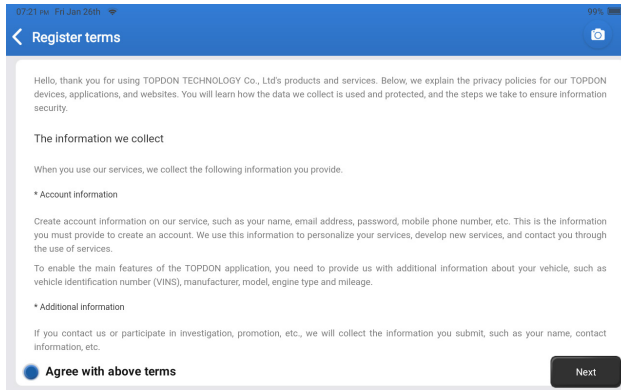 07:21 PM Fri Jan 26th
99%
Register terms
Hello, thank you for using TOPDON TECHNOLOGY Co., Ltd's products and services. Below, we explain the privacy policies for our TOPDON
devices, applications, and websites. You will learn how the data we collect is used and protected, and the steps we take to ensure information
security.
The information we collect
When you use our services, we collect the following information you provide.
* Account information
Create account information on our service, such as your name, email address, password, mobile phone number, etc. This is the information
you must provide to create an account. We use this information to personalize your services, develop new services, and contact you through
the use of services.
To enable the main features of the TOPDON application, you need to provide us with additional information about your vehicle, such as
vehicle identification number (VINS), manufacturer, model, engine type and mileage.
* Additional information
If you contact us or participate in investigation, promotion, etc., we will collect the information you submit, such as your name, contact
information, etc.
Agree with above terms
Next